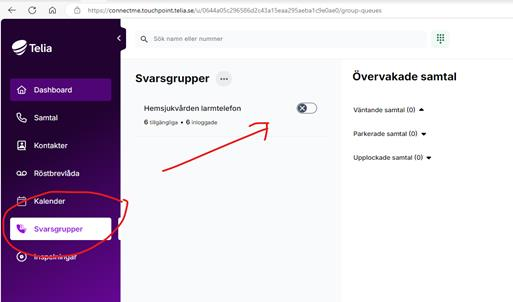 https://connectme.touchpoint.telia.se/u/0644a05c296586d2c43a15eaa295aeba1c9e0ae0/group-queues
Telia
Sök namn eller nummer
Dashboard
Samtal
Kontakter
Röstbrevlåda
Kalender
Svarsgrupper
Inspelningar
Svarsgrupper
Hemsjukvården larmtelefon
6 tillgängliga • 6 inloggade
Övervakade samtal
Väntande samtal (0)
Parkerade samtal (0)
Upplockade samtal (0)